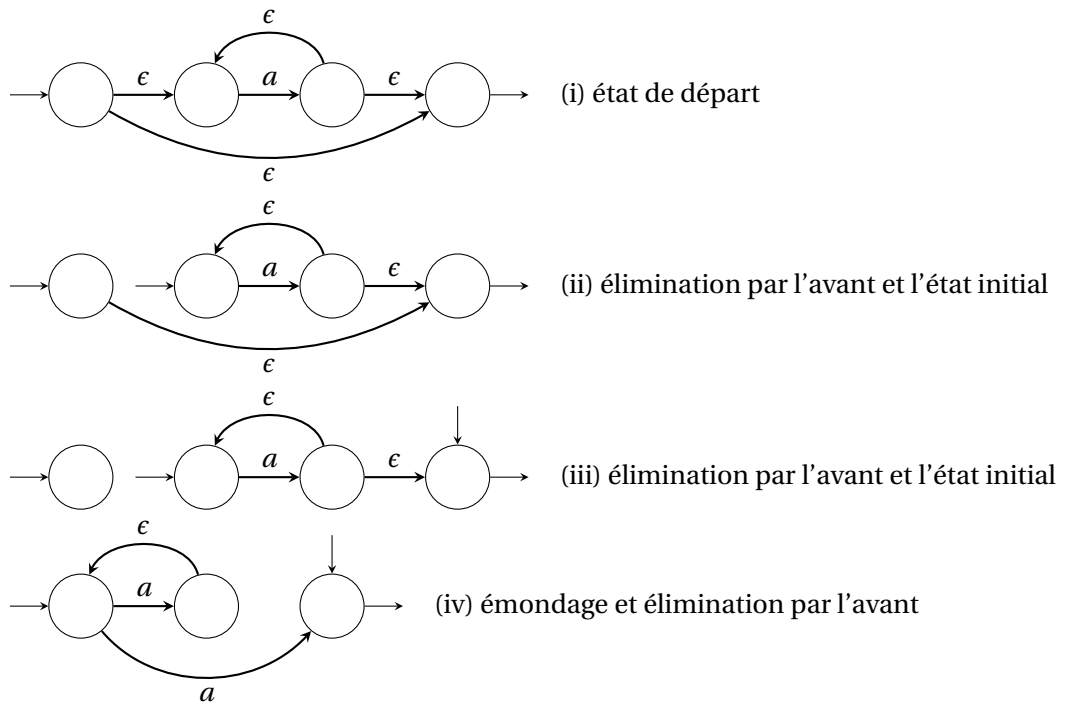 ϵ
ϵ a ϵ (i) état de départ
ϵ
ϵ
a ϵ (ii) élimination par l'avant et l'état initial
ϵ
ϵ
a ϵ (iii) élimination par l'avant et l'état initial
ϵ
a (iv) émondage et élimination par l'avant
a